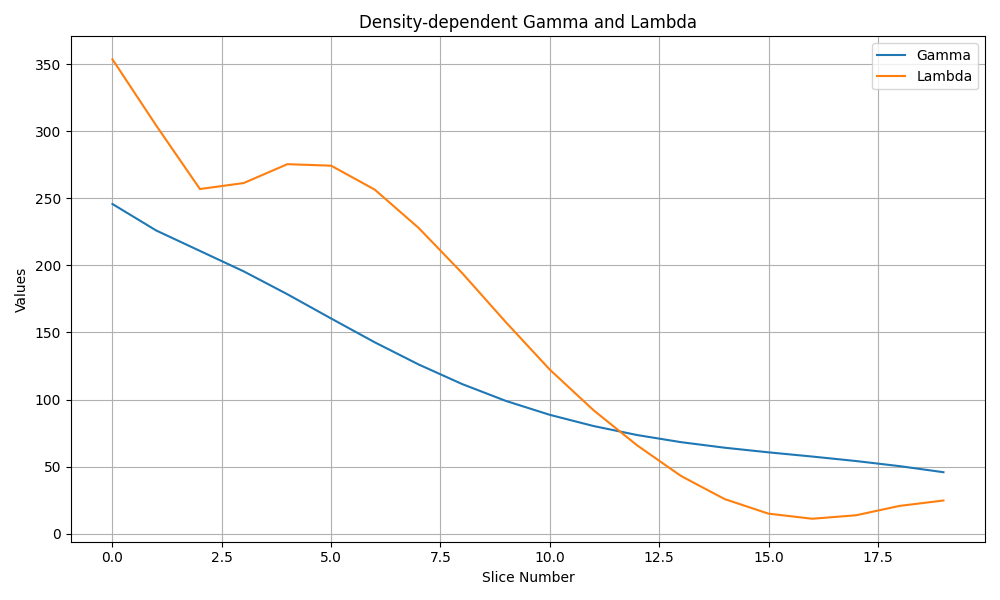 Density-dependent Gamma and Lambda
Gamma
Lambda
Values
350
300
250
200
150
100
50
0
0.0 2.5 5.0 7.5 10.0 12.5 15.0 17.5
Slice Number